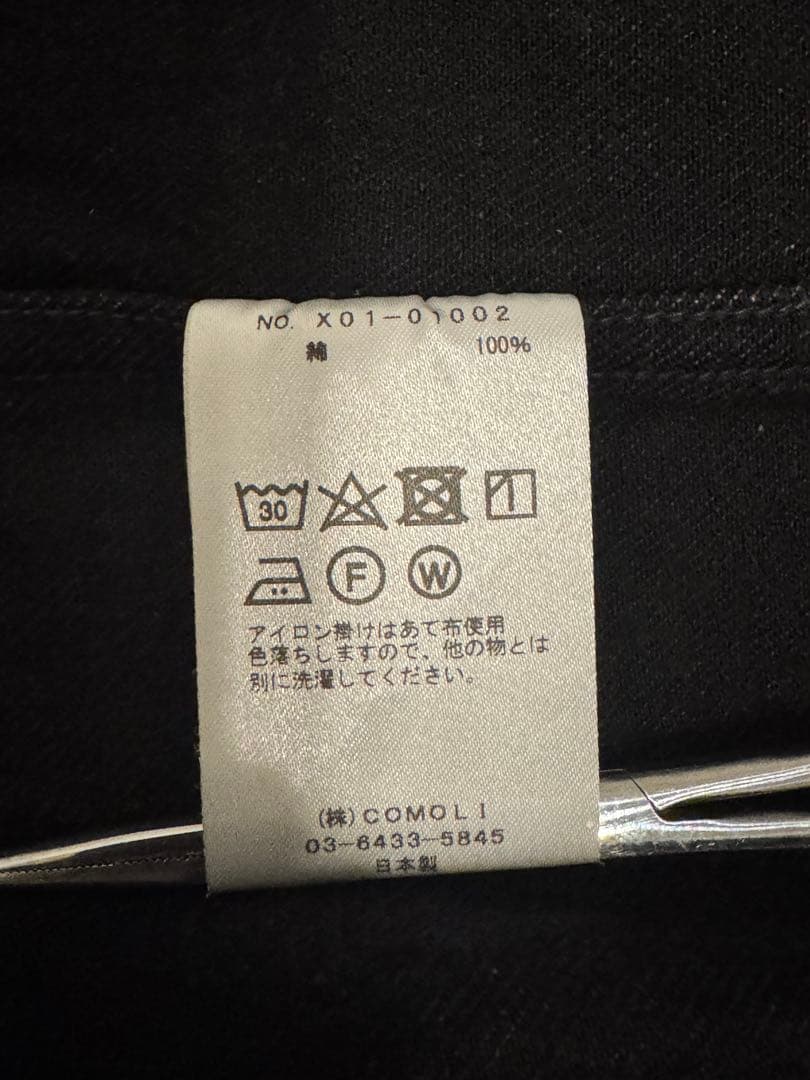 NO. X01-01002
綿 100%
30
F W
アイロン掛けはあて布使用
色落ちしますので、他の物とは
別に洗濯してください。
(株)COMOLI
03-6433-5845
日本製